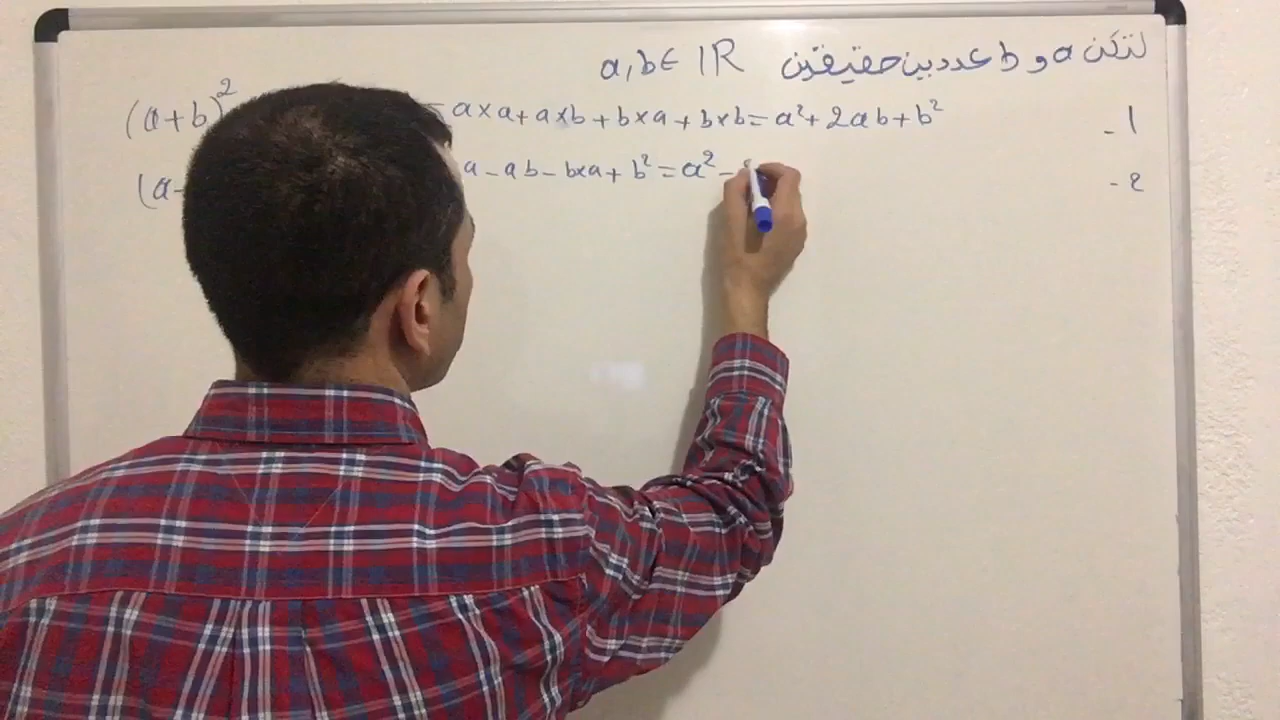 لتكن a و b عددين حقيقين a,b∈ IR
(a+b)² = a×a+a×b+b×a+b×b=a²+2ab+b² -1
(a- a-ab-b×a+b²=a²- -2